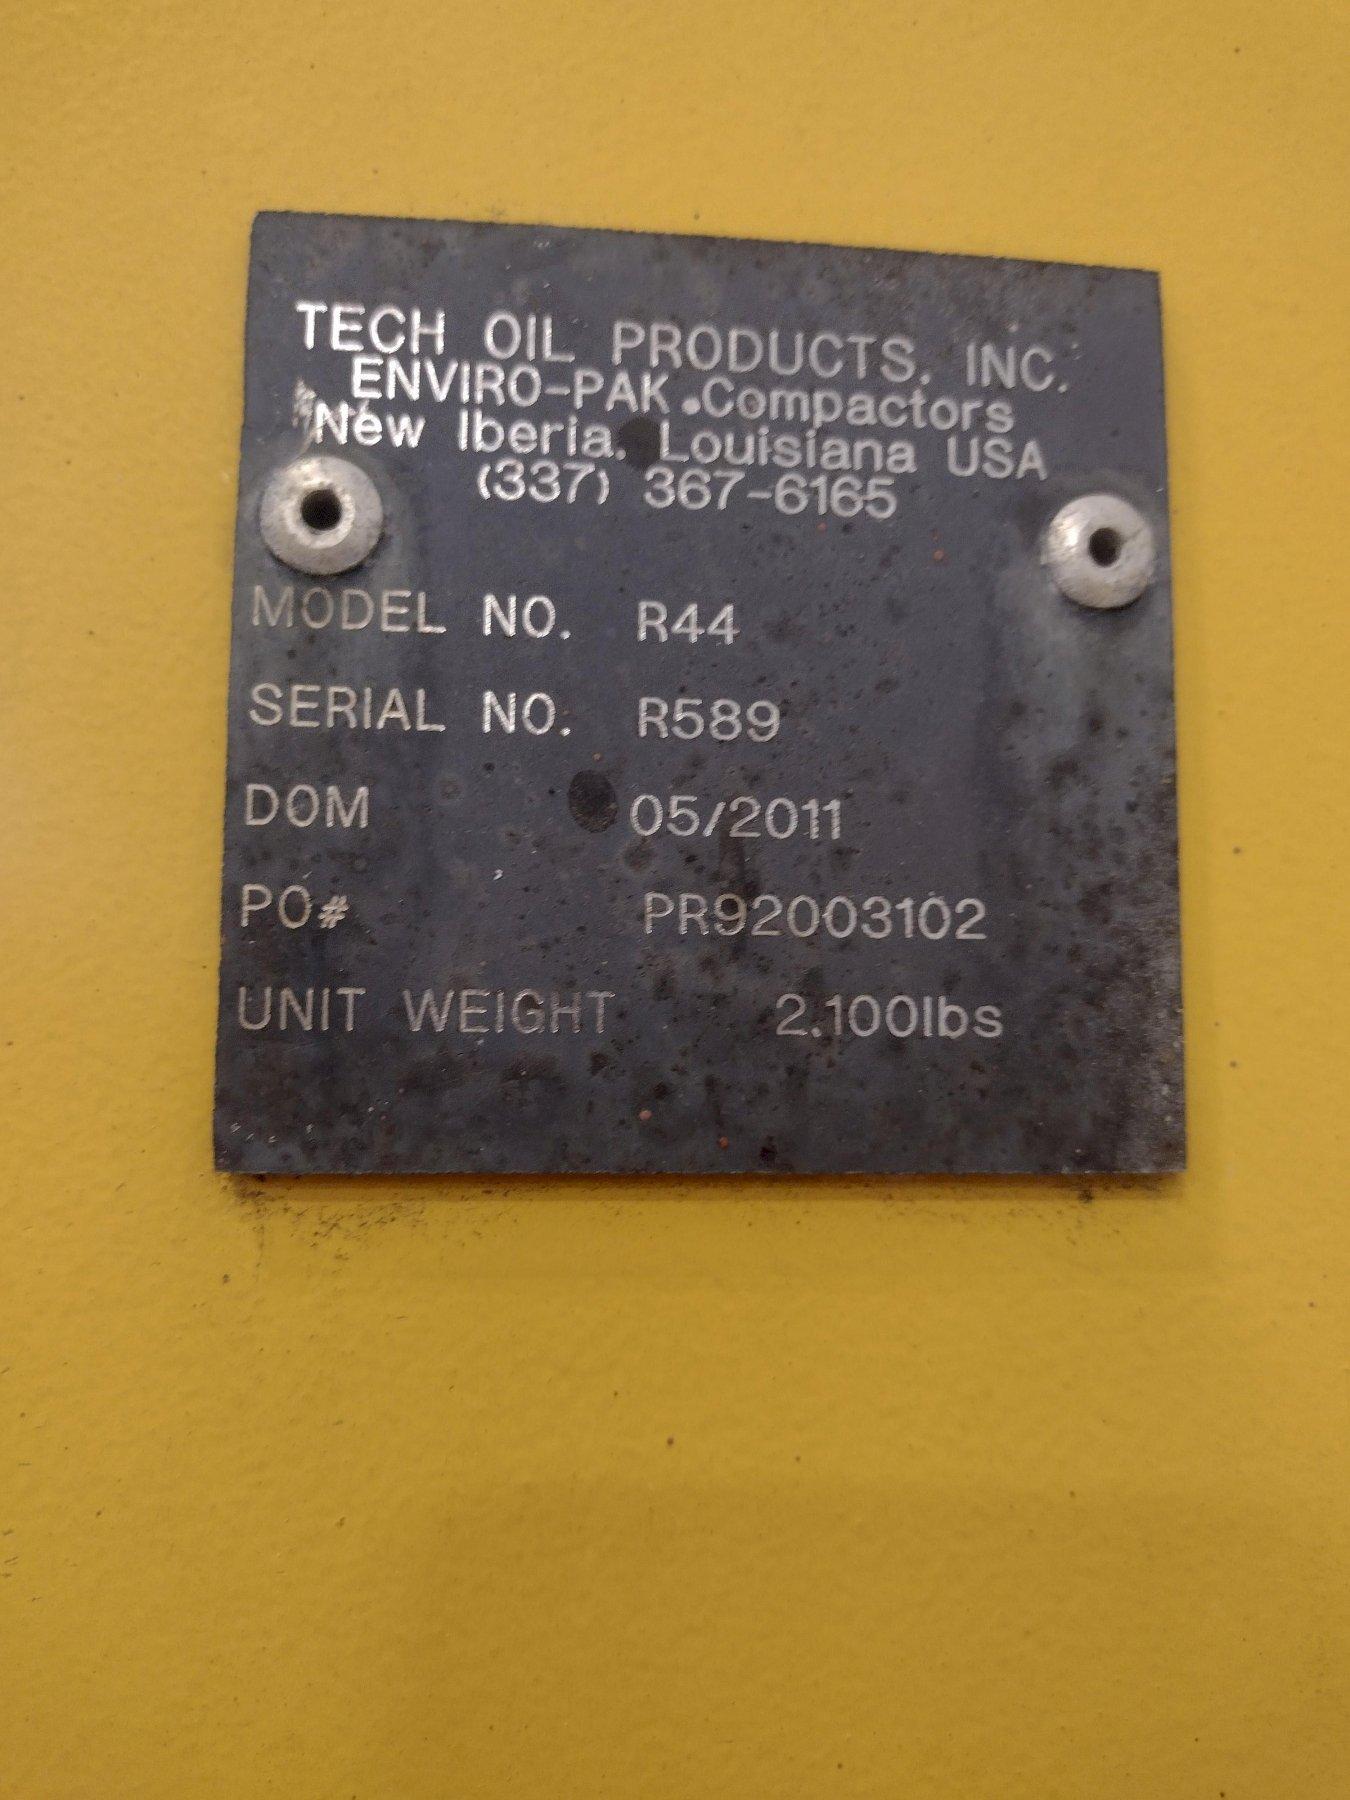 TECH OIL PRODUCTS, INC.
ENVIRO-PAK Compactors
New Iberia, Louisiana USA
(337) 367-6165
MODEL NO. R44
SERIAL NO. R589
DOM 05/2011
PO# PR92003102
UNIT WEIGHT 2,100lbs